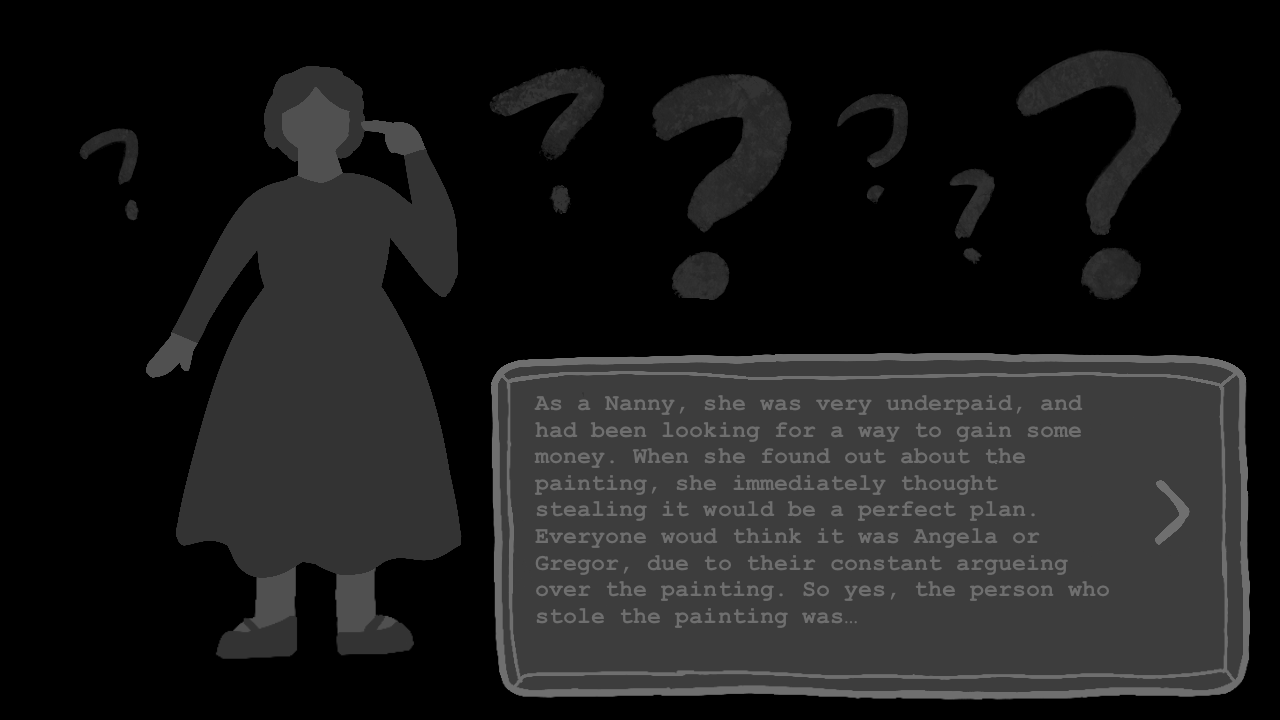 As a Nanny, she was very underpaid, and
had been looking for a way to gain some
money. When she found out about the
painting, she immediately thought
stealing it would be a perfect plan.
Everyone woud think it was Angela or
Gregor, due to their constant argueing
over the painting. So yes, the person who
stole the painting was…